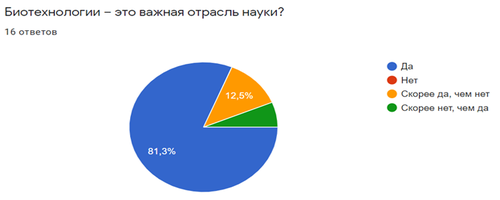 Биотехнологии – это важная отрасль науки?
16 ответов
Да
Нет
Скорее да, чем нет
Скорее нет, чем да
12,5%
81,3%